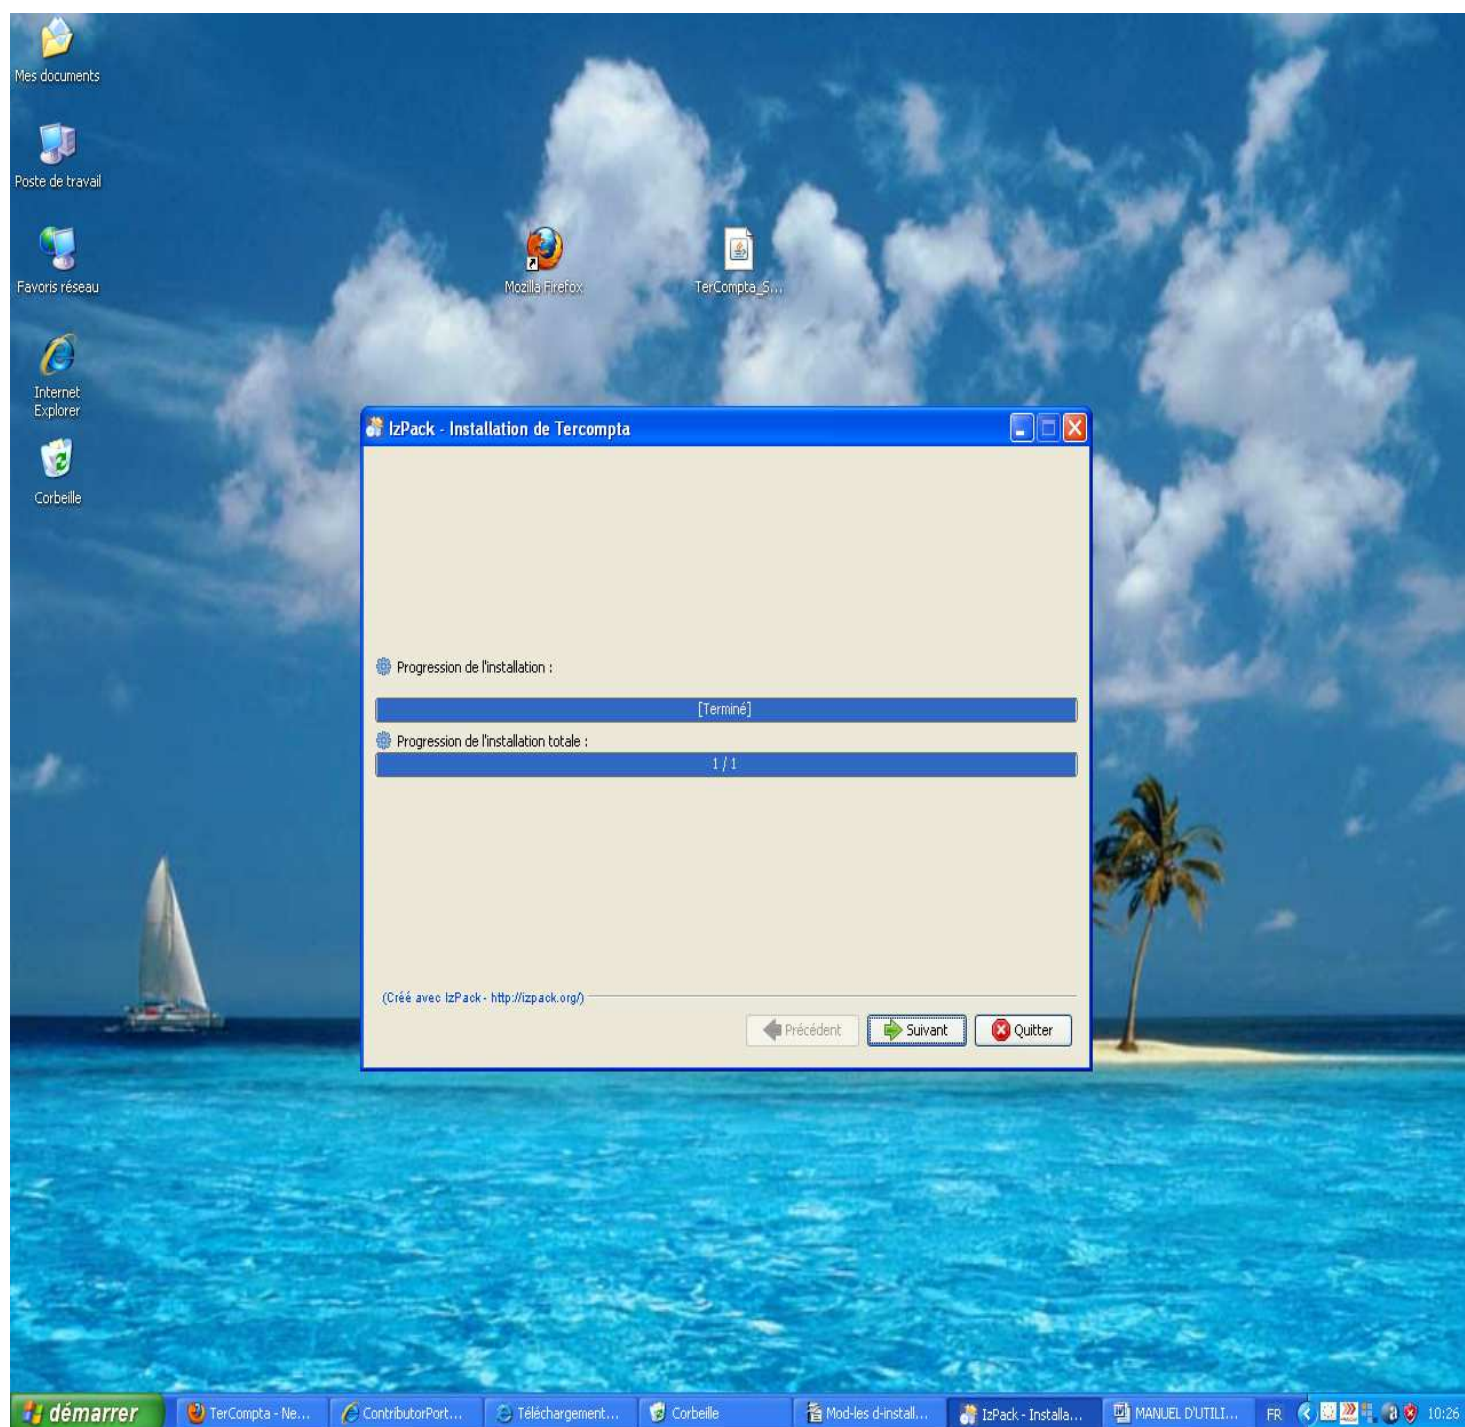 Mes documents
Poste de travail
Favoris réseau
Mozilla Firefox
TerCompta_S...
Internet
Explorer
Corbeille
IzPack - Installation de Tercompta
Progression de l'installation :
[Terminé]
Progression de l'installation totale :
1 / 1
(Créé avec IzPack - http://izpack.org/)
Précédent
Suivant
Quitter
démarrer
TerCompta - Ne...
ContributorPort...
Téléchargement...
Corbeille
Mod-les d-install...
IzPack - Installa...
MANUEL D'UTILI...
FR
10:26